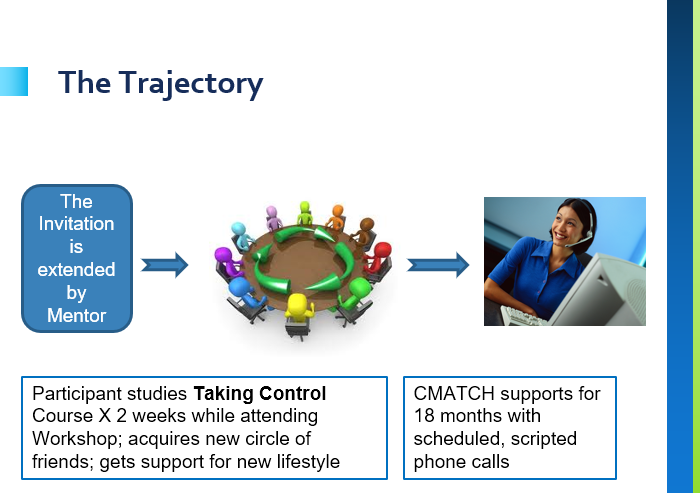 The Trajectory
The
Invitation
is
extended
by
Mentor
Participant studies Taking Control
Course X 2 weeks while attending
Workshop; acquires new circle of
friends; gets support for new lifestyle
CMATCH supports for
18 months with
scheduled, scripted
phone calls